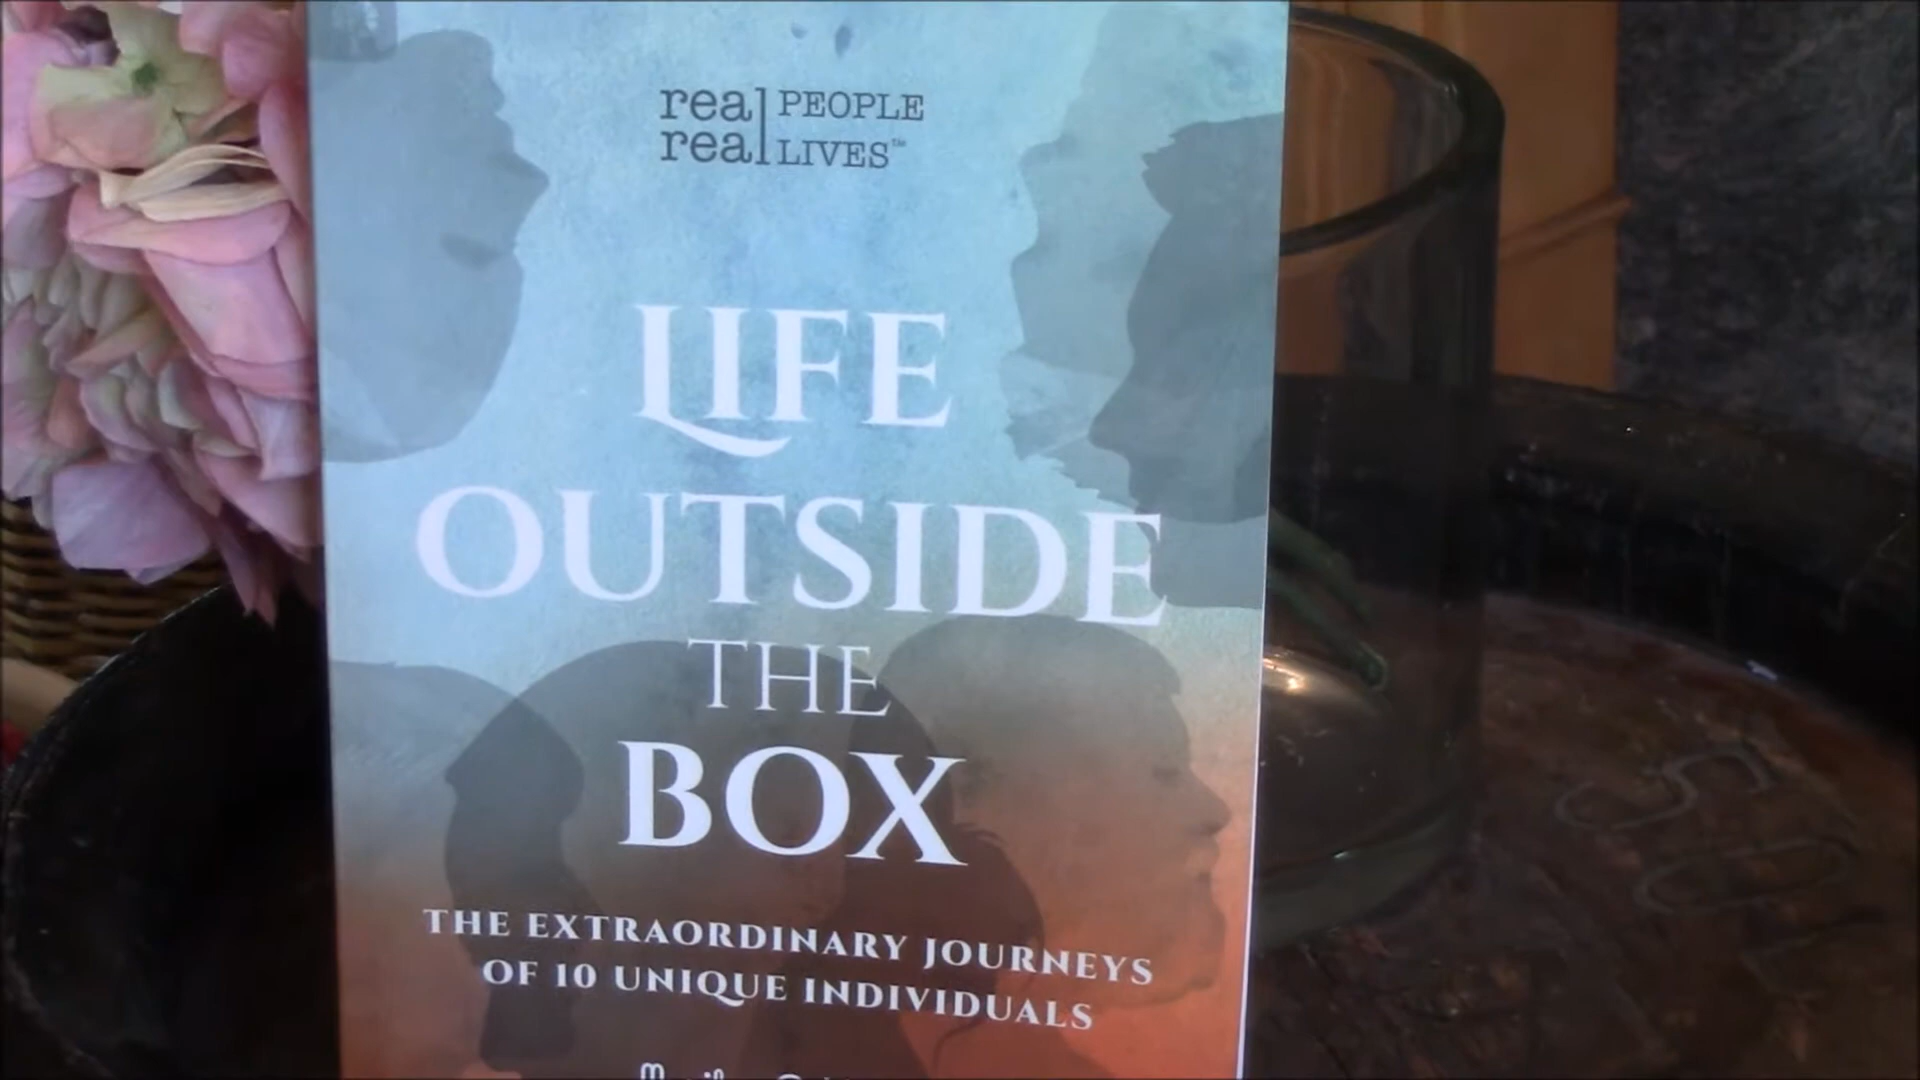 real PEOPLE
real LIVES™
LIFE
OUTSIDE
THE
BOX
THE EXTRAORDINARY JOURNEYS
OF 10 UNIQUE INDIVIDUALS